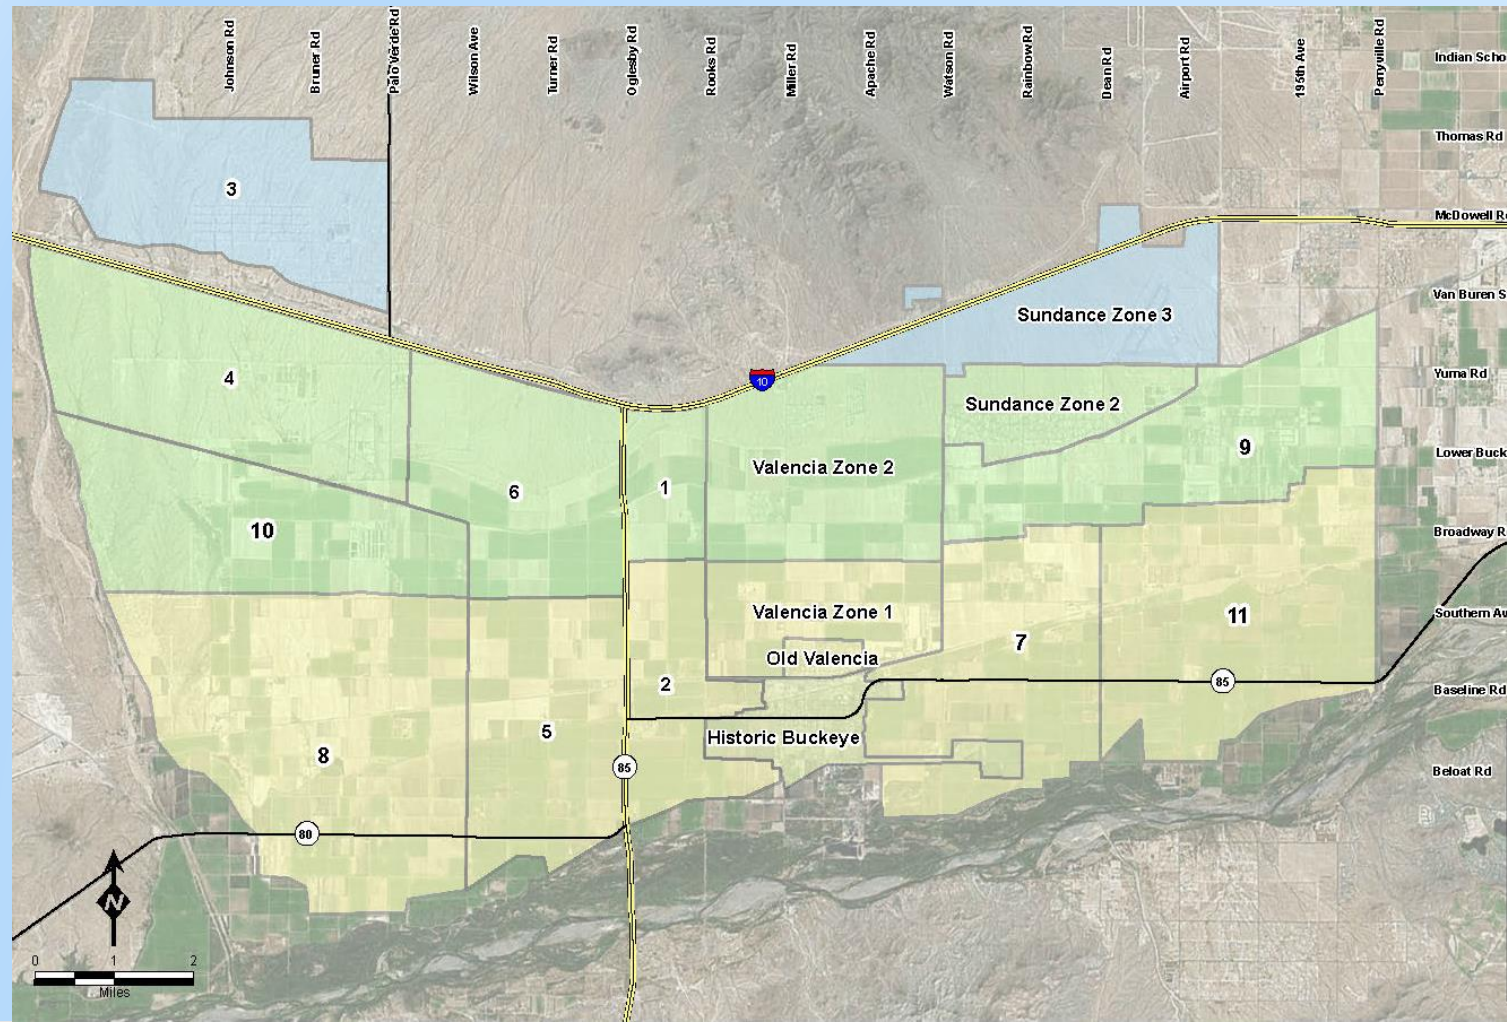 Johnson Rd
Bruner Rd
Palo Verde Rd
Wilson Ave
Turner Rd
Oglesby Rd
Rooks Rd
Miller Rd
Apache Rd
Watson Rd
Rainbow Rd
Dean Rd
Airport Rd
195th Ave
Perryville Rd
Indian Scho
Thomas Rd
McDowell R
Van Buren S
Yuma Rd
Lower Buck
Broadway R
Southern Av
Baseline Rd
Beloat Rd
3
Sundance Zone 3
4
10
Sundance Zone 2
9
Valencia Zone 2
6
1
10
Valencia Zone 1
11
7
Old Valencia
2
85
5
Historic Buckeye
8
85
80
N
0 1 2
Miles